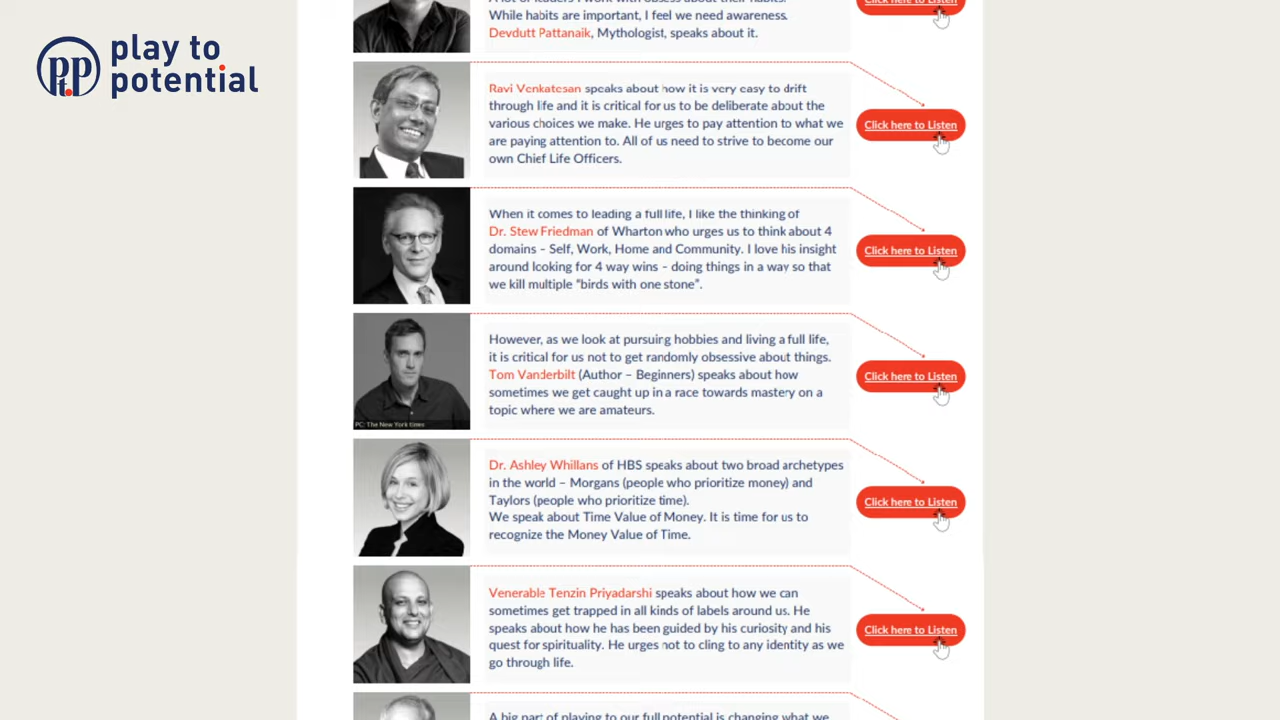 play to
potential
ptp
A lot of leaders I work with obsess about their habits.
While habits are important, I feel we need awareness.
Devdutt Pattanaik, Mythologist, speaks about it.
Click here to Listen
Ravi Venkatesan speaks about how it is very easy to drift
through life and it is critical for us to be deliberate about the
various choices we make. He urges to pay attention to what we
are paying attention to. All of us need to strive to become our
own Chief Life Officers.
Click here to Listen
When it comes to leading a full life, I like the thinking of
Dr. Stew Friedman of Wharton who urges us to think about 4
domains – Self, Work, Home and Community. I love his insight
around looking for 4 way wins – doing things in a way so that
we kill multiple “birds with one stone”.
Click here to Listen
However, as we look at pursuing hobbies and living a full life,
it is critical for us not to get randomly obsessive about things.
Tom Vanderbilt (Author – Beginners) speaks about how
sometimes we get caught up in a race towards mastery on a
topic where we are amateurs.
PC: The New York times
Click here to Listen
Dr. Ashley Whillans of HBS speaks about two broad archetypes
in the world – Morgans (people who prioritize money) and
Taylors (people who prioritize time).
We speak about Time Value of Money. It is time for us to
recognize the Money Value of Time.
Click here to Listen
Venerable Tenzin Priyadarshi speaks about how we can
sometimes get trapped in all kinds of labels around us. He
speaks about how he has been guided by his curiosity and his
quest for spirituality. He urges not to cling to any identity as we
go through life.
Click here to Listen
A big part of playing to our full potential is changing what we